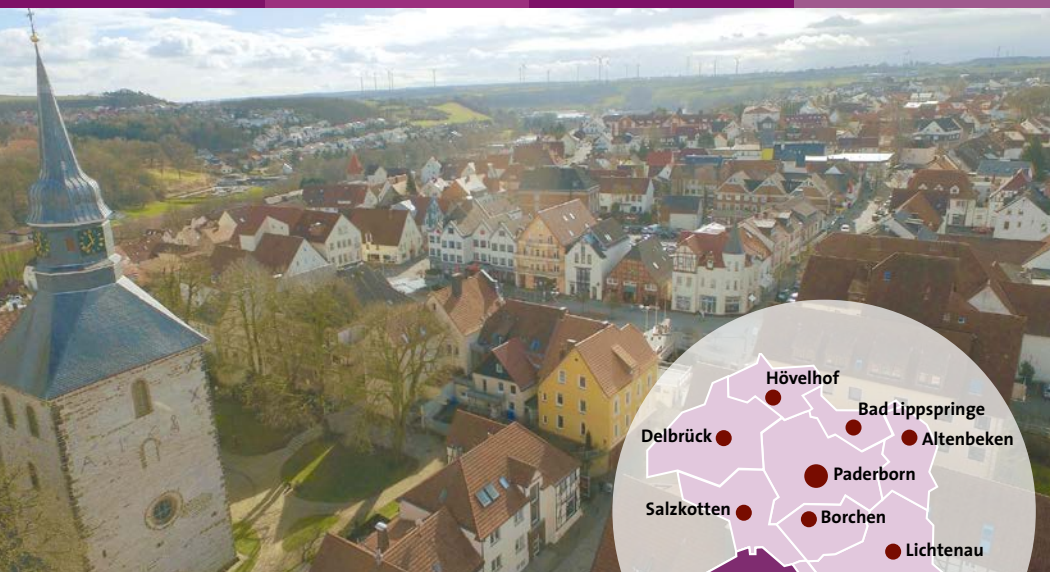 Hövelhof
Bad Lippspringe
Delbrück
Altenbeken
Paderborn
Salzkotten
Borchen
Lichtenau